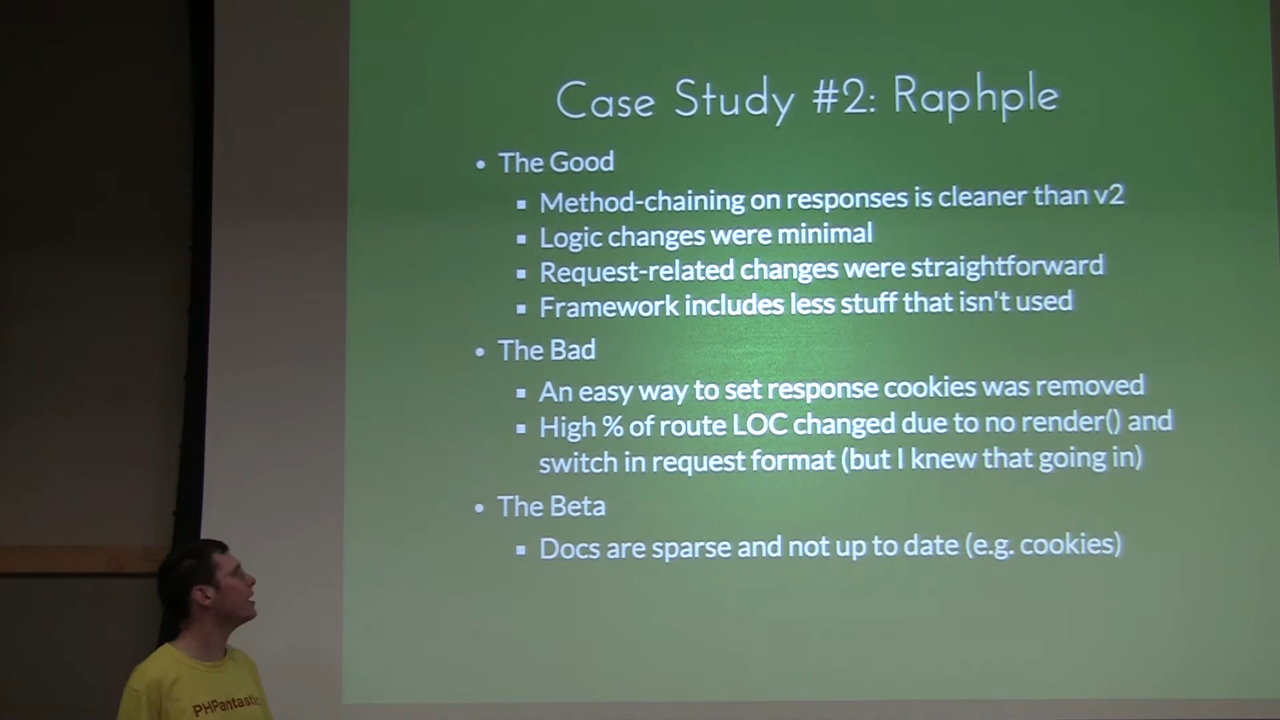 Case Study #2: Raphple
• The Good
▪ Method-chaining on responses is cleaner than v2
▪ Logic changes were minimal
▪ Request-related changes were straightforward
▪ Framework includes less stuff that isn't used
• The Bad
▪ An easy way to set response cookies was removed
▪ High % of route LOC changed due to no render() and
switch in request format (but I knew that going in)
• The Beta
▪ Docs are sparse and not up to date (e.g. cookies)
PHPantastic